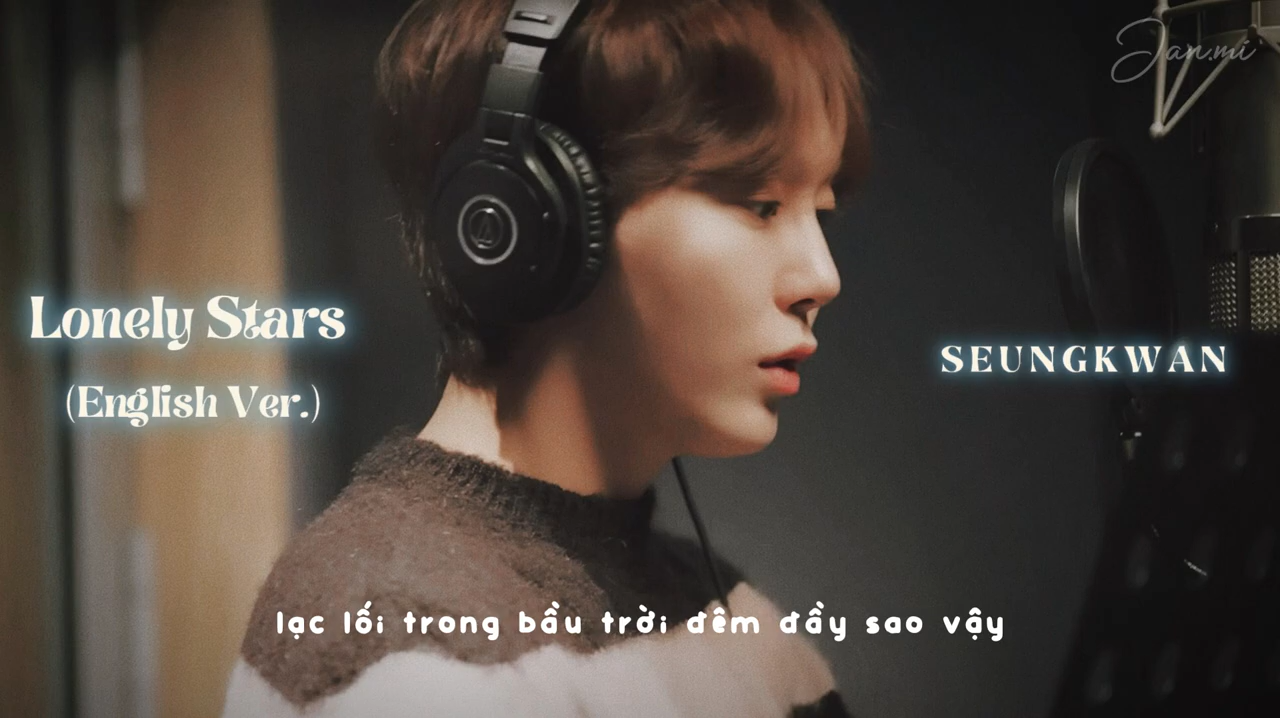 Jan.mi
Lonely Stars
(English Ver.)
SEUNGKWAN
lạc lối trong bầu trời đêm đầy sao vậy